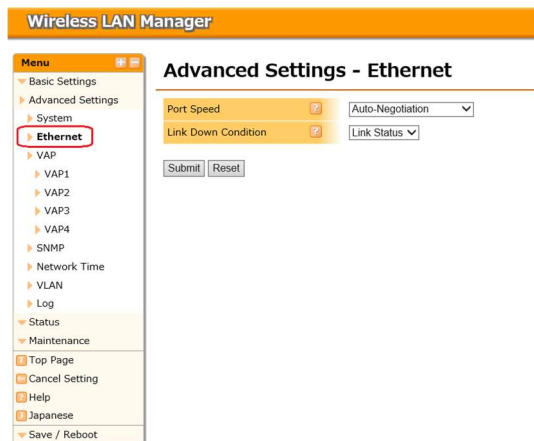 Wireless LAN Manager
Menu
Basic Settings
Advanced Settings
System
Ethernet
VAP
VAP1
VAP2
VAP3
VAP4
SNMP
Network Time
VLAN
Log
Status
Maintenance
Top Page
Cancel Setting
Help
Japanese
Save / Reboot
Advanced Settings - Ethernet
Port Speed ? Auto-Negotiation
Link Down Condition ? Link Status
Submit Reset